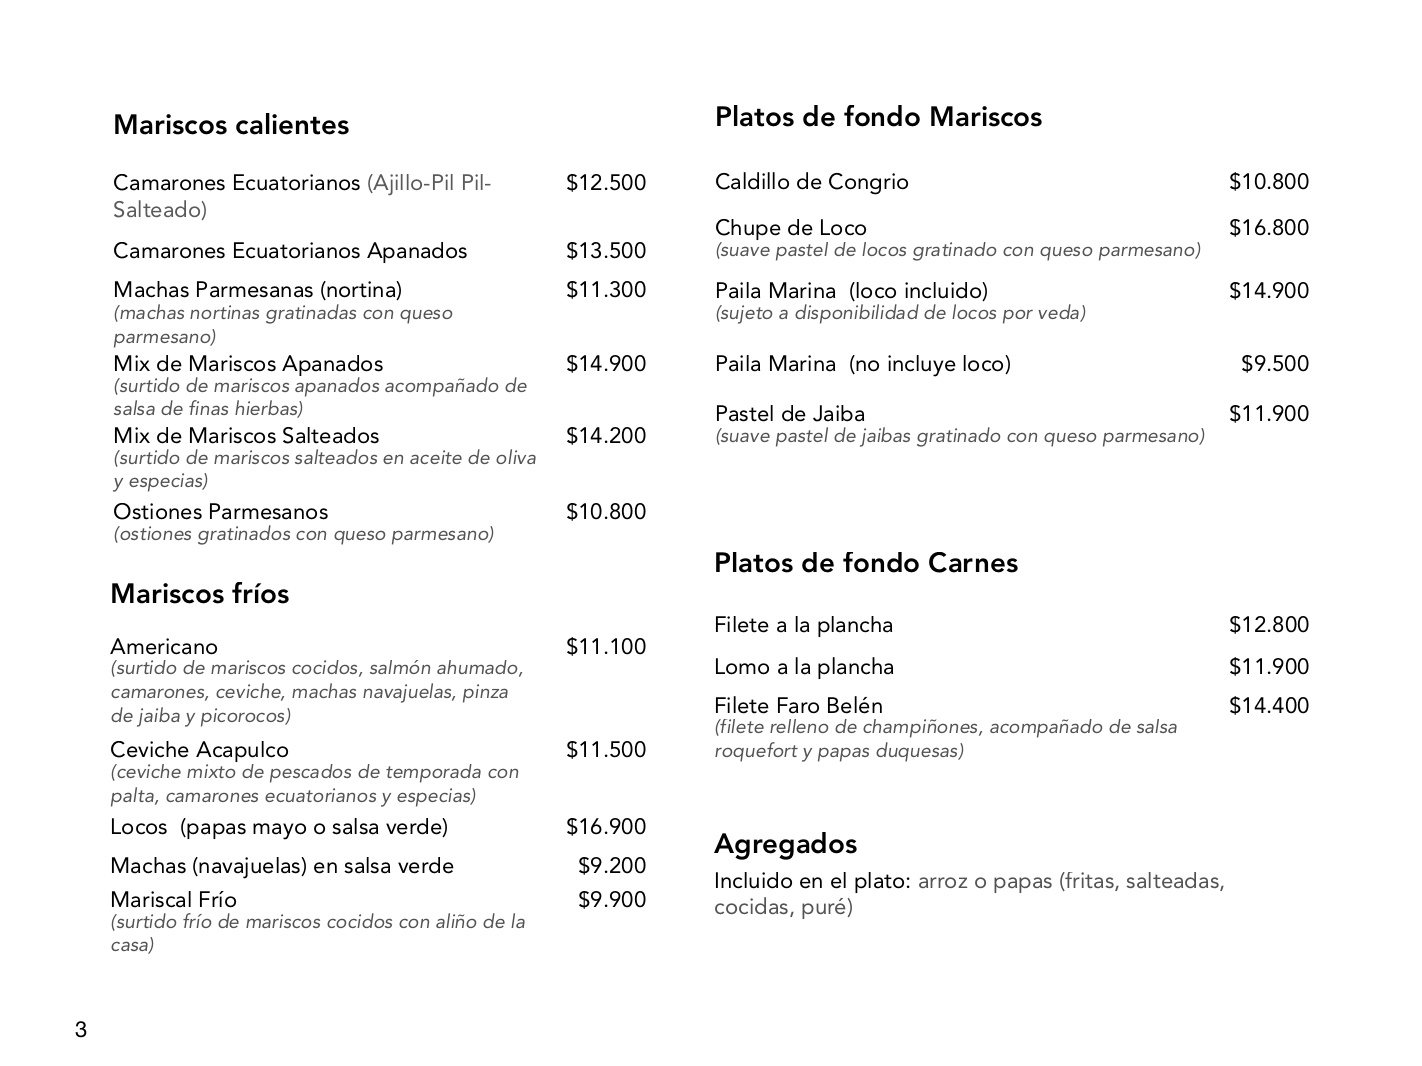 Mariscos calientes
Camarones Ecuatorianos (Ajillo-Pil Pil- $12.500
Salteado)
Camarones Ecuatorianos Apanados $13.500
Machas Parmesanas (nortina) $11.300
(machas nortinas gratinadas con queso
parmesano)
Mix de Mariscos Apanados $14.900
(surtido de mariscos apanados acompañado de
salsa de finas hierbas)
Mix de Mariscos Salteados $14.200
(surtido de mariscos salteados en aceite de oliva
y especias)
Ostiones Parmesanos $10.800
(ostiones gratinados con queso parmesano)
Mariscos fríos
Americano $11.100
(surtido de mariscos cocidos, salmón ahumado,
camarones, ceviche, machas navajuelas, pinza
de jaiba y picorocos)
Ceviche Acapulco $11.500
(ceviche mixto de pescados de temporada con
palta, camarones ecuatorianos y especias)
Locos (papas mayo o salsa verde) $16.900
Machas (navajuelas) en salsa verde $9.200
Mariscal Frío $9.900
(surtido frío de mariscos cocidos con aliño de la
casa)
Platos de fondo Mariscos
Caldillo de Congrio $10.800
Chupe de Loco $16.800
(suave pastel de locos gratinado con queso parmesano)
Paila Marina (loco incluido) $14.900
(sujeto a disponibilidad de locos por veda)
Paila Marina (no incluye loco) $9.500
Pastel de Jaiba $11.900
(suave pastel de jaibas gratinado con queso parmesano)
Platos de fondo Carnes
Filete a la plancha $12.800
Lomo a la plancha $11.900
Filete Faro Belén $14.400
(filete relleno de champiñones, acompañado de salsa
roquefort y papas duquesas)
Agregados
Incluido en el plato: arroz o papas (fritas, salteadas,
cocidas, puré)
3